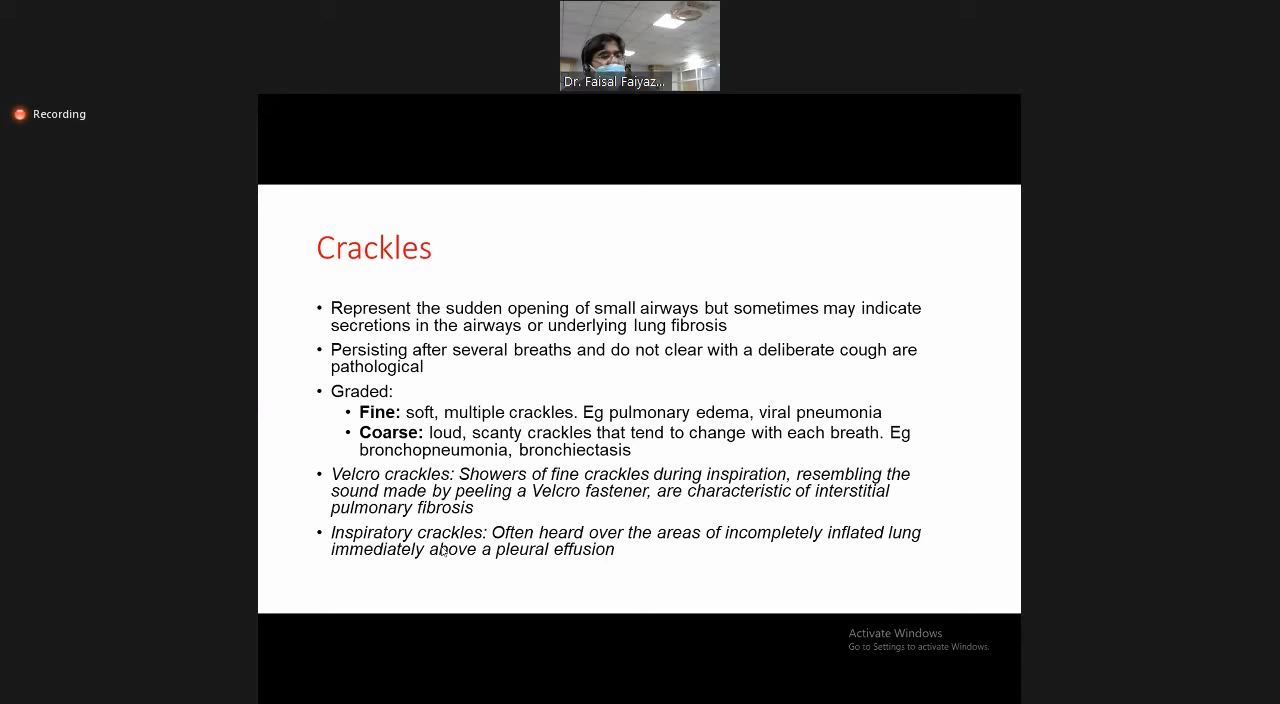 Dr. Faisal Faiyaz...
Recording
Crackles
• Represent the sudden opening of small airways but sometimes may indicate
secretions in the airways or underlying lung fibrosis
• Persisting after several breaths and do not clear with a deliberate cough are
pathological
• Graded:
• Fine: soft, multiple crackles. Eg pulmonary edema, viral pneumonia
• Coarse: loud, scanty crackles that tend to change with each breath. Eg
bronchopneumonia, bronchiectasis
• Velcro crackles: Showers of fine crackles during inspiration, resembling the
sound made by peeling a Velcro fastener, are characteristic of interstitial
pulmonary fibrosis
• Inspiratory crackles: Often heard over the areas of incompletely inflated lung
immediately above a pleural effusion
Activate Windows
Go to Settings to activate Windows.